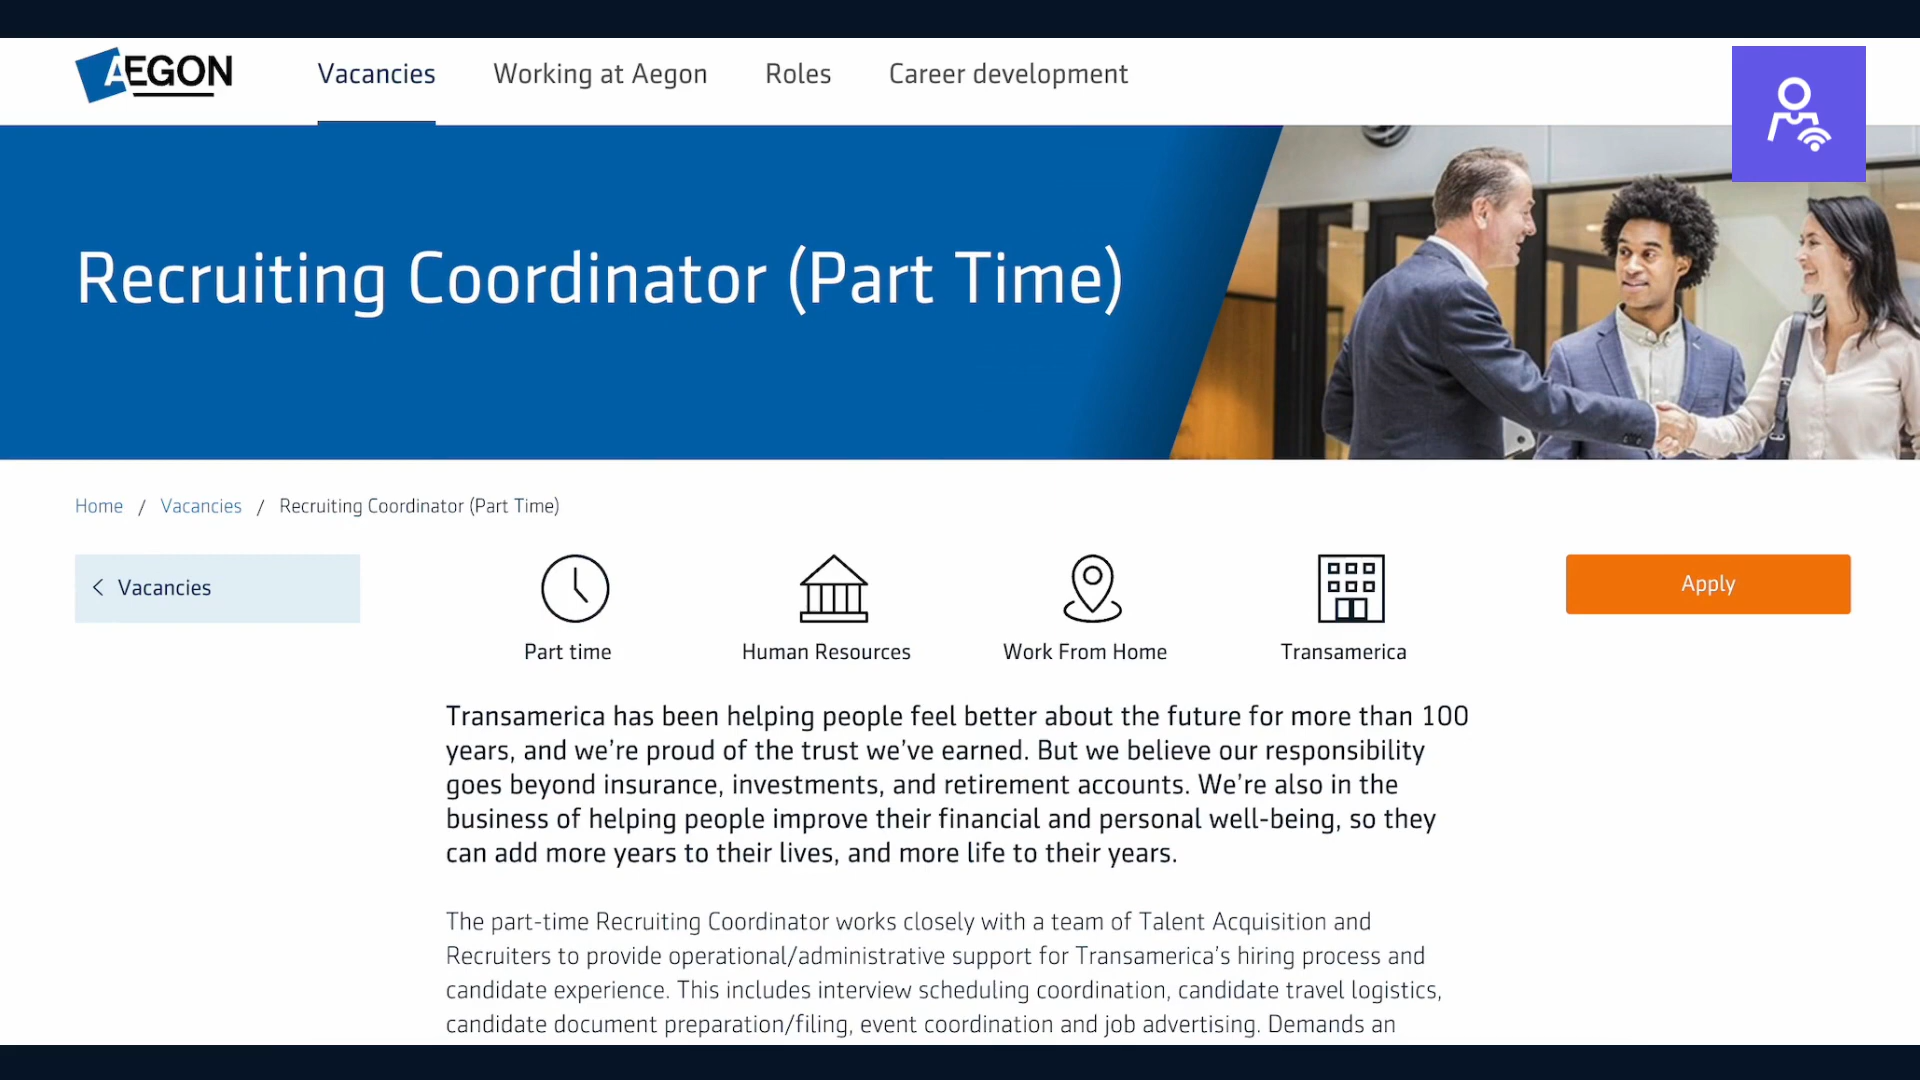 AEGON
Vacancies
Working at Aegon
Roles
Career development
Recruiting Coordinator (Part Time)
Home / Vacancies / Recruiting Coordinator (Part Time)
< Vacancies
Part time
Human Resources
Work From Home
Transamerica
Apply
Transamerica has been helping people feel better about the future for more than 100
years, and we're proud of the trust we've earned. But we believe our responsibility
goes beyond insurance, investments, and retirement accounts. We're also in the
business of helping people improve their financial and personal well-being, so they
can add more years to their lives, and more life to their years.
The part-time Recruiting Coordinator works closely with a team of Talent Acquisition and
Recruiters to provide operational/administrative support for Transamerica's hiring process and
candidate experience. This includes interview scheduling coordination, candidate travel logistics,
candidate document preparation/filing, event coordination and job advertising. Demands an